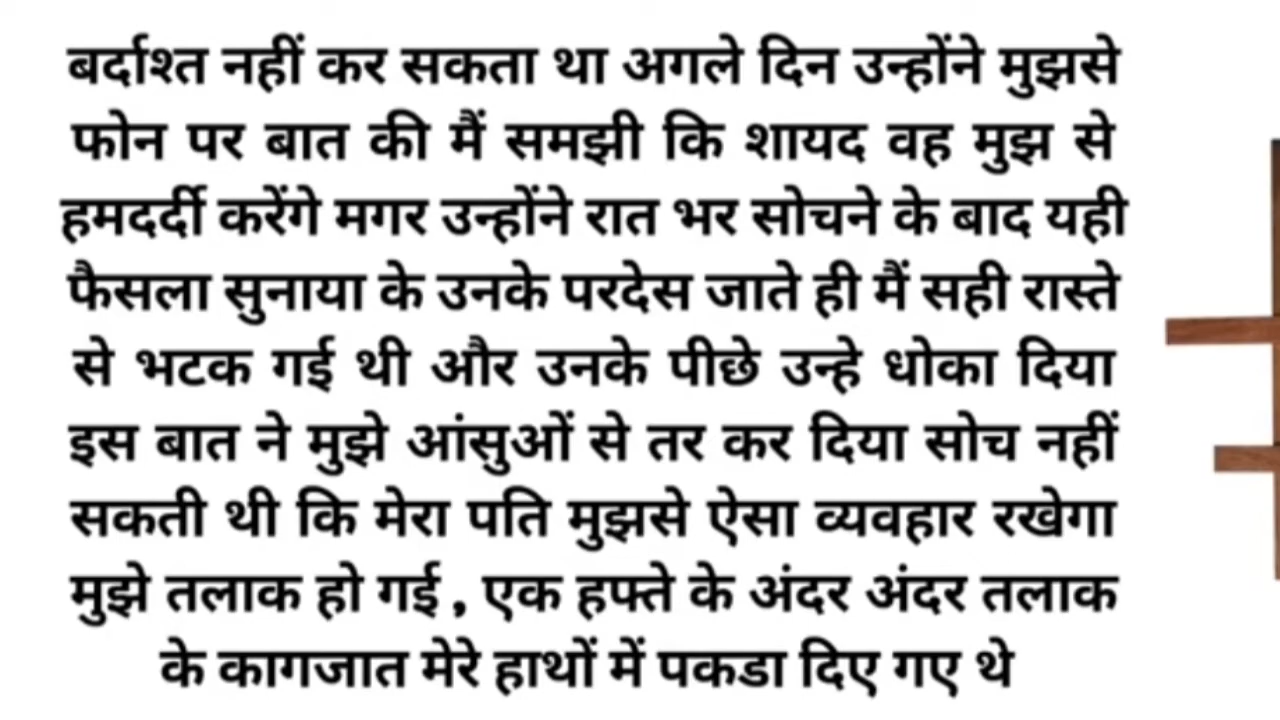 बर्दाश्त नहीं कर सकता था अगले दिन उन्होंने मुझसे
फोन पर बात की मैं समझी कि शायद वह मुझ से
हमदर्दी करेंगे मगर उन्होंने रात भर सोचने के बाद यही
फैसला सुनाया के उनके परदेस जाते ही मैं सही रास्ते
से भटक गई थी और उनके पीछे उन्हे धोका दिया
इस बात ने मुझे आंसुओं से तर कर दिया सोच नहीं
सकती थी कि मेरा पति मुझसे ऐसा व्यवहार रखेगा
मुझे तलाक हो गई , एक हफ्ते के अंदर अंदर तलाक
के कागजात मेरे हाथों में पकडा दिए गए थे